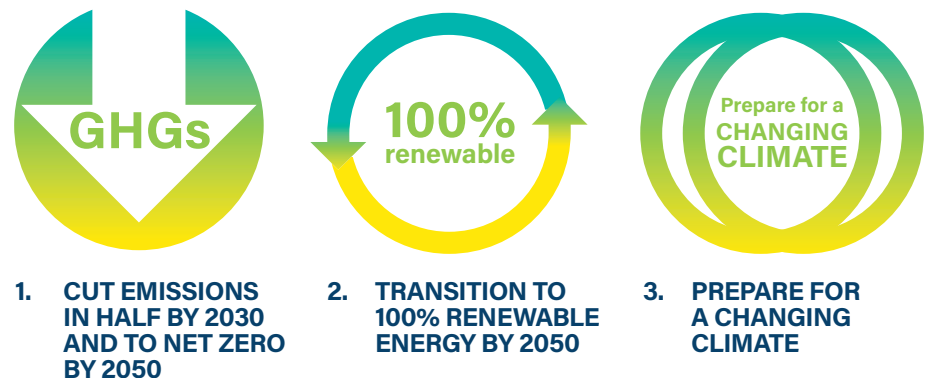 GHGs
100%
renewable
Prepare for a
CHANGING
CLIMATE
1. CUT EMISSIONS
IN HALF BY 2030
AND TO NET ZERO
BY 2050
2. TRANSITION TO
100% RENEWABLE
ENERGY BY 2050
3. PREPARE FOR
A CHANGING
CLIMATE